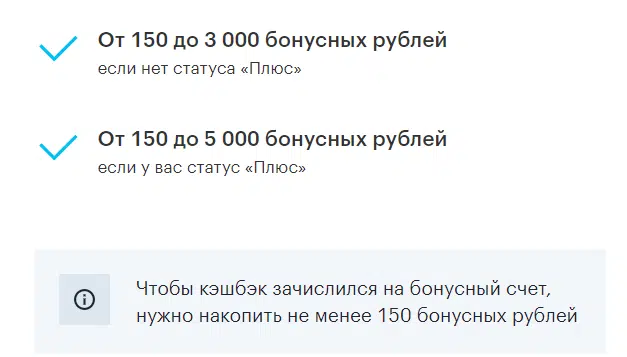 От 150 до 3 000 бонусных рублей
если нет статуса «Плюс»
От 150 до 5 000 бонусных рублей
если у вас статус «Плюс»
Чтобы кэшбэк зачислился на бонусный счет,
нужно накопить не менее 150 бонусных рублей